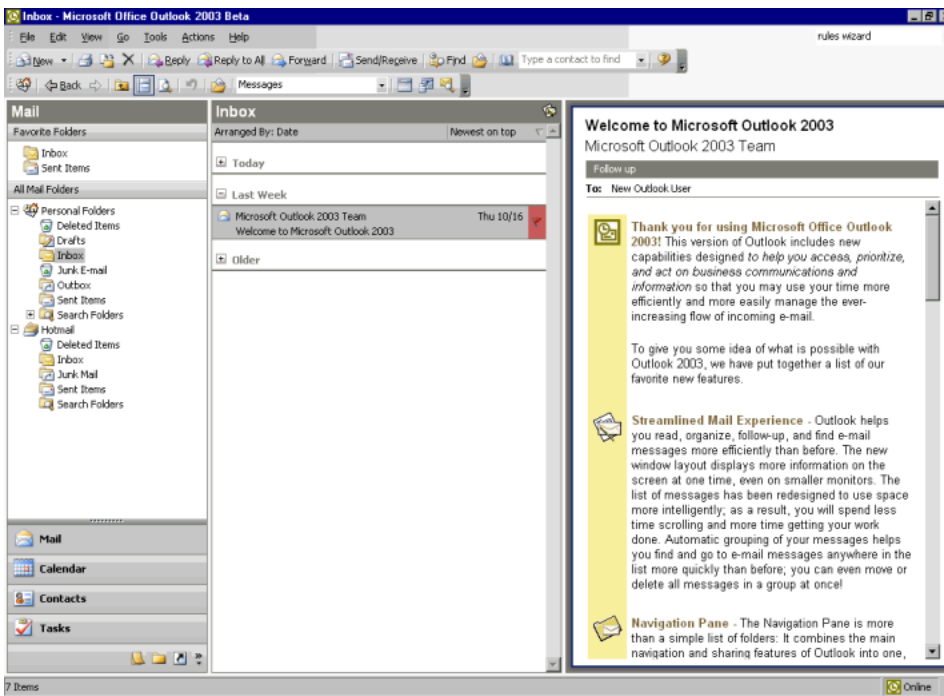 Inbox - Microsoft Office Outlook 2003 Beta
File Edit View Go Tools Actions Help
rules wizard
New Reply Reply to All Forward Send/Receive Find Type a contact to find
Back Messages
Mail
Favorite Folders
Inbox
Sent Items
All Mail Folders
Personal Folders
Deleted Items
Drafts
Inbox
Junk E-mail
Outbox
Sent Items
Search Folders
Hotmail
Deleted Items
Inbox
Junk Mail
Sent Items
Search Folders
Mail
Calendar
Contacts
Tasks
Inbox
Arranged By: Date Newest on top
Today
Last Week
Microsoft Outlook 2003 Team Thu 10/16
Welcome to Microsoft Outlook 2003
Older
Welcome to Microsoft Outlook 2003
Microsoft Outlook 2003 Team
Follow up
To: New Outlook User
Thank you for using Microsoft Office Outlook
2003! This version of Outlook includes new
capabilities designed to help you access, prioritize,
and act on business communications and
information so that you may use your time more
efficiently and more easily manage the ever-
increasing flow of incoming e-mail.
To give you some idea of what is possible with
Outlook 2003, we have put together a list of our
favorite new features.
Streamlined Mail Experience - Outlook helps
you read, organize, follow-up, and find e-mail
messages more efficiently than before. The new
window layout displays more information on the
screen at one time, even on smaller monitors. The
list of messages has been redesigned to use space
more intelligently; as a result, you will spend less
time scrolling and more time getting your work
done. Automatic grouping of your messages helps
you find and go to e-mail messages anywhere in the
list more quickly than before; you can even move or
delete all messages in a group at once!
Navigation Pane - The Navigation Pane is more
than a simple list of folders: It combines the main
navigation and sharing features of Outlook into one,
7 Items
Online